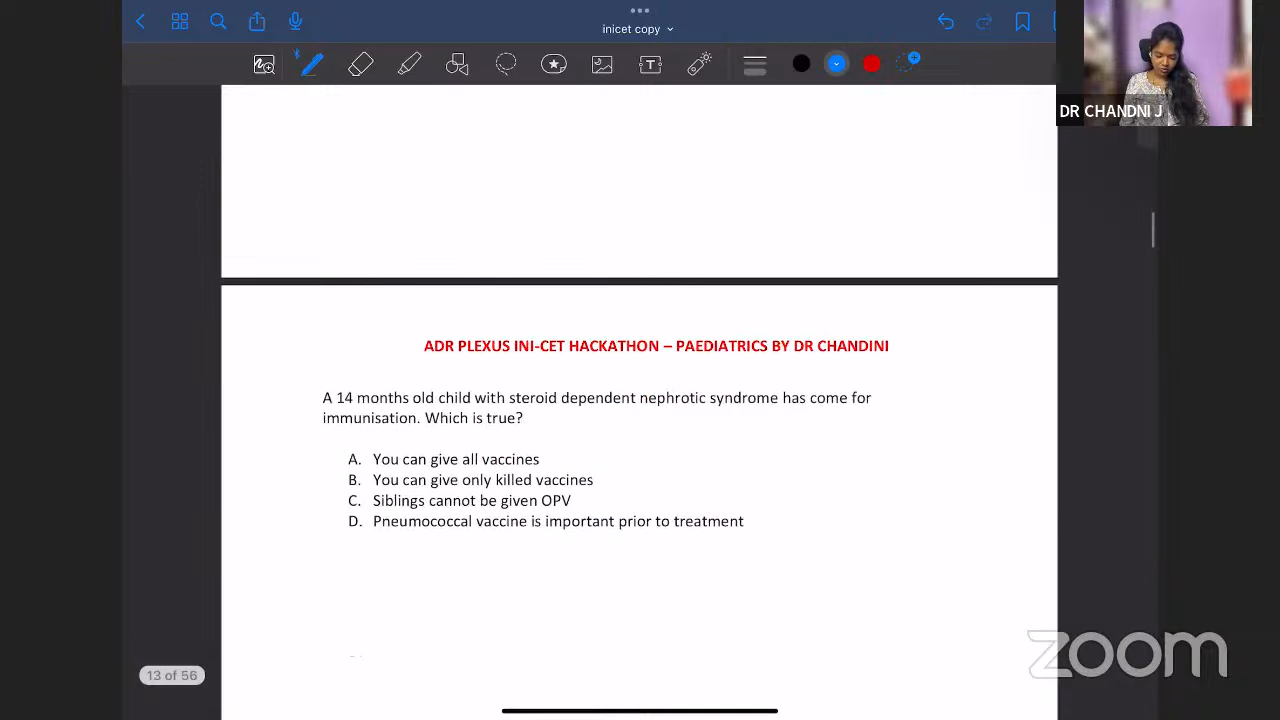 inicet copy
T
DR CHANDNI J
ADR PLEXUS INI-CET HACKATHON – PAEDIATRICS BY DR CHANDINI
A 14 months old child with steroid dependent nephrotic syndrome has come for
immunisation. Which is true?
A. You can give all vaccines
B. You can give only killed vaccines
C. Siblings cannot be given OPV
D. Pneumococcal vaccine is important prior to treatment
13 of 56
zoom